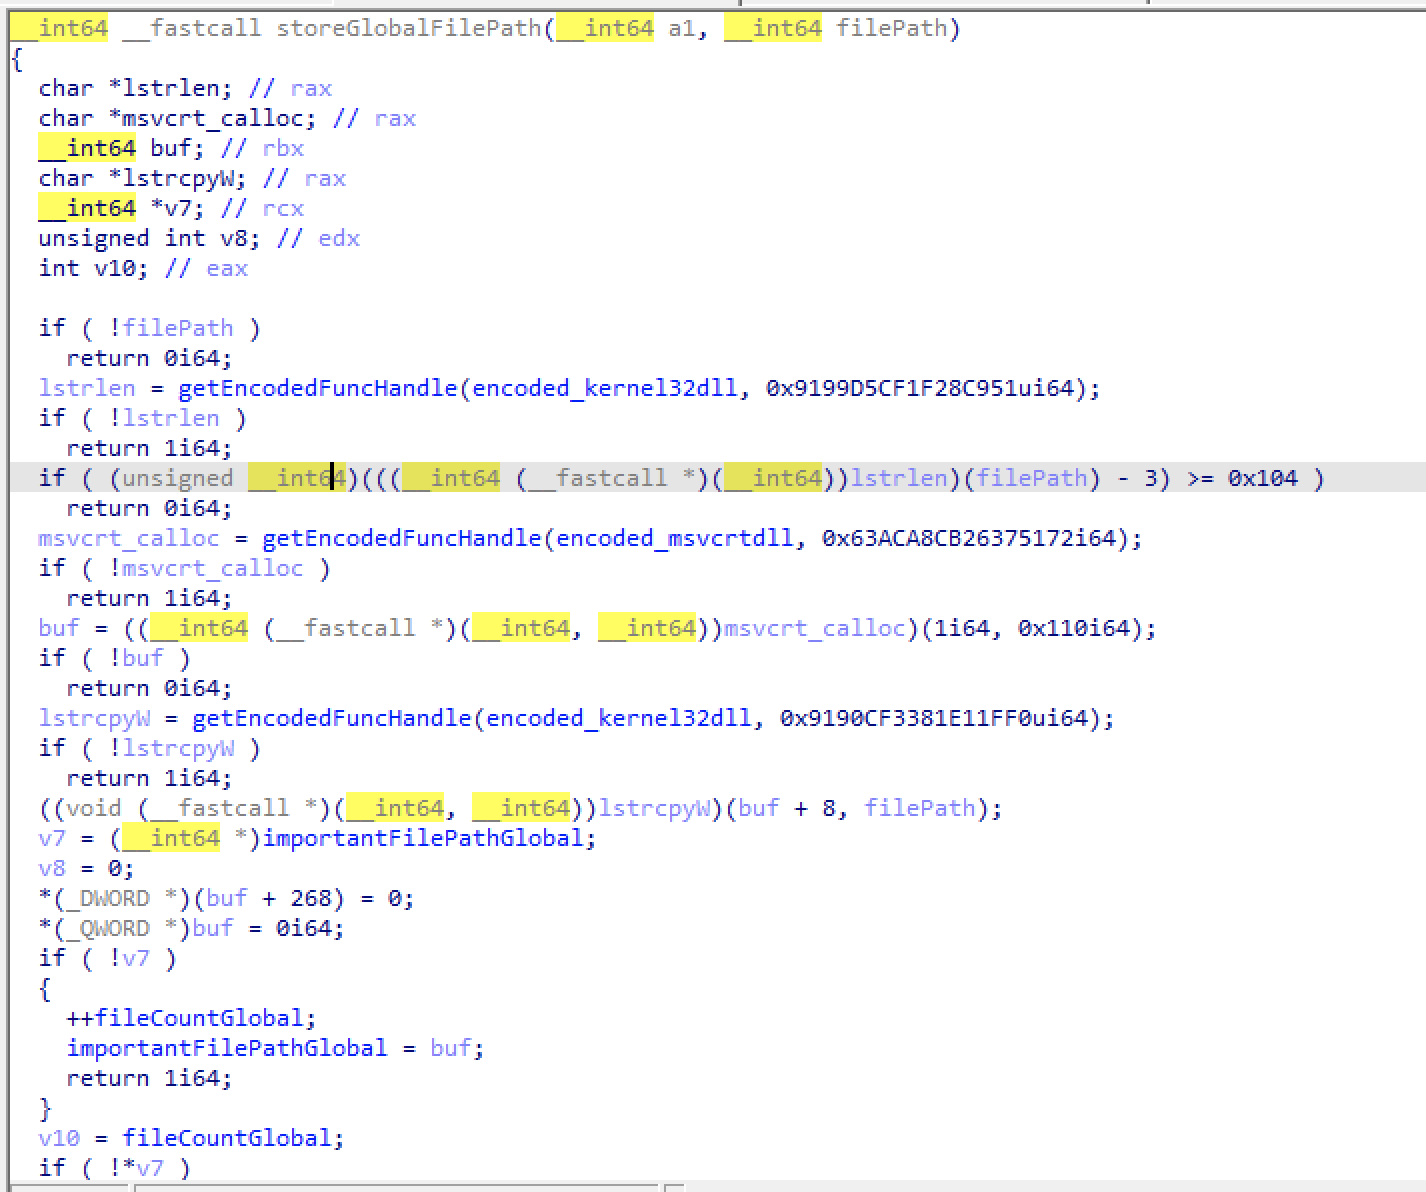 __int64 __fastcall storeGlobalFilePath(__int64 a1, __int64 filePath)
{
  char *lstrlen; // rax
  char *msvcrt_calloc; // rax
  __int64 buf; // rbx
  char *lstrcpyW; // rax
  __int64 *v7; // rcx
  unsigned int v8; // edx
  int v10; // eax

  if ( !filePath )
    return 0i64;
  lstrlen = getEncodedFuncHandle(encoded_kernel32dll, 0x9199D5CF1F28C951ui64);
  if ( !lstrlen )
    return 1i64;
  if ( (unsigned __int64)(((__int64 (__fastcall *)(__int64))lstrlen)(filePath) - 3) >= 0x104 )
    return 0i64;
  msvcrt_calloc = getEncodedFuncHandle(encoded_msvcrtdll, 0x63ACA8CB26375172i64);
  if ( !msvcrt_calloc )
    return 1i64;
  buf = ((__int64 (__fastcall *)(__int64, __int64))msvcrt_calloc)(1i64, 0x110i64);
  if ( !buf )
    return 0i64;
  lstrcpyW = getEncodedFuncHandle(encoded_kernel32dll, 0x9190CF3381E11FF0ui64);
  if ( !lstrcpyW )
    return 1i64;
  ((void (__fastcall *)(__int64, __int64))lstrcpyW)(buf + 8, filePath);
  v7 = (__int64 *)importantFilePathGlobal;
  v8 = 0;
  *(_DWORD *)(buf + 268) = 0;
  *(_QWORD *)buf = 0i64;
  if ( !v7 )
  {
    ++fileCountGlobal;
    importantFilePathGlobal = buf;
    return 1i64;
  }
  v10 = fileCountGlobal;
  if ( !*v7 )